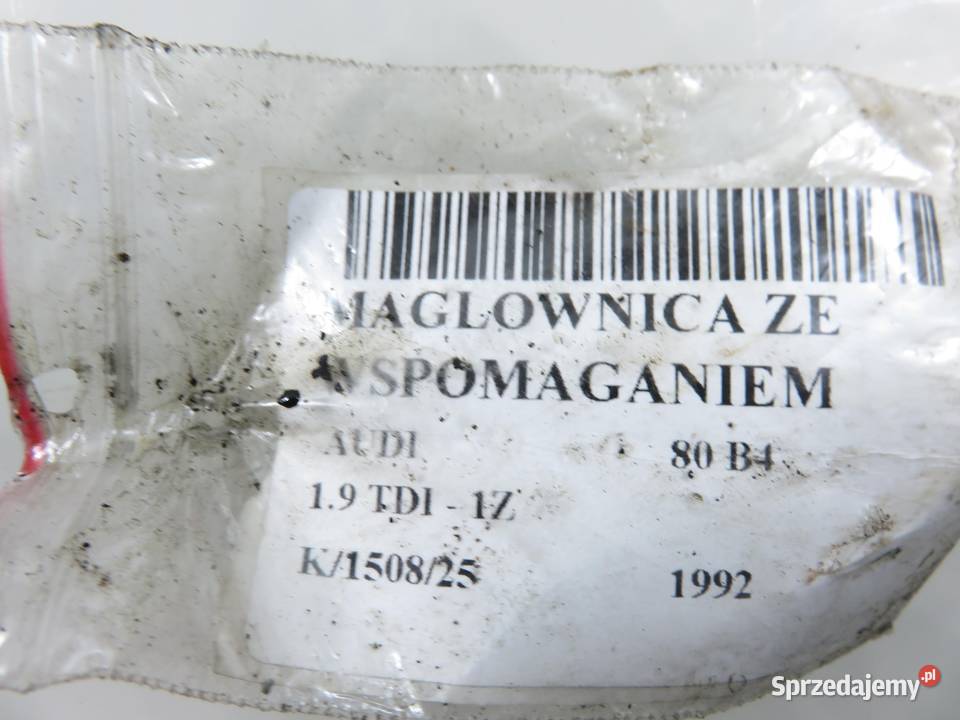 MAGLOWNICA ZE
WSPOMAGANIEM
AUDI 80 B4
1.9 TDI - 1Z
K/1508/25 1992
Sprzedajemy.pl